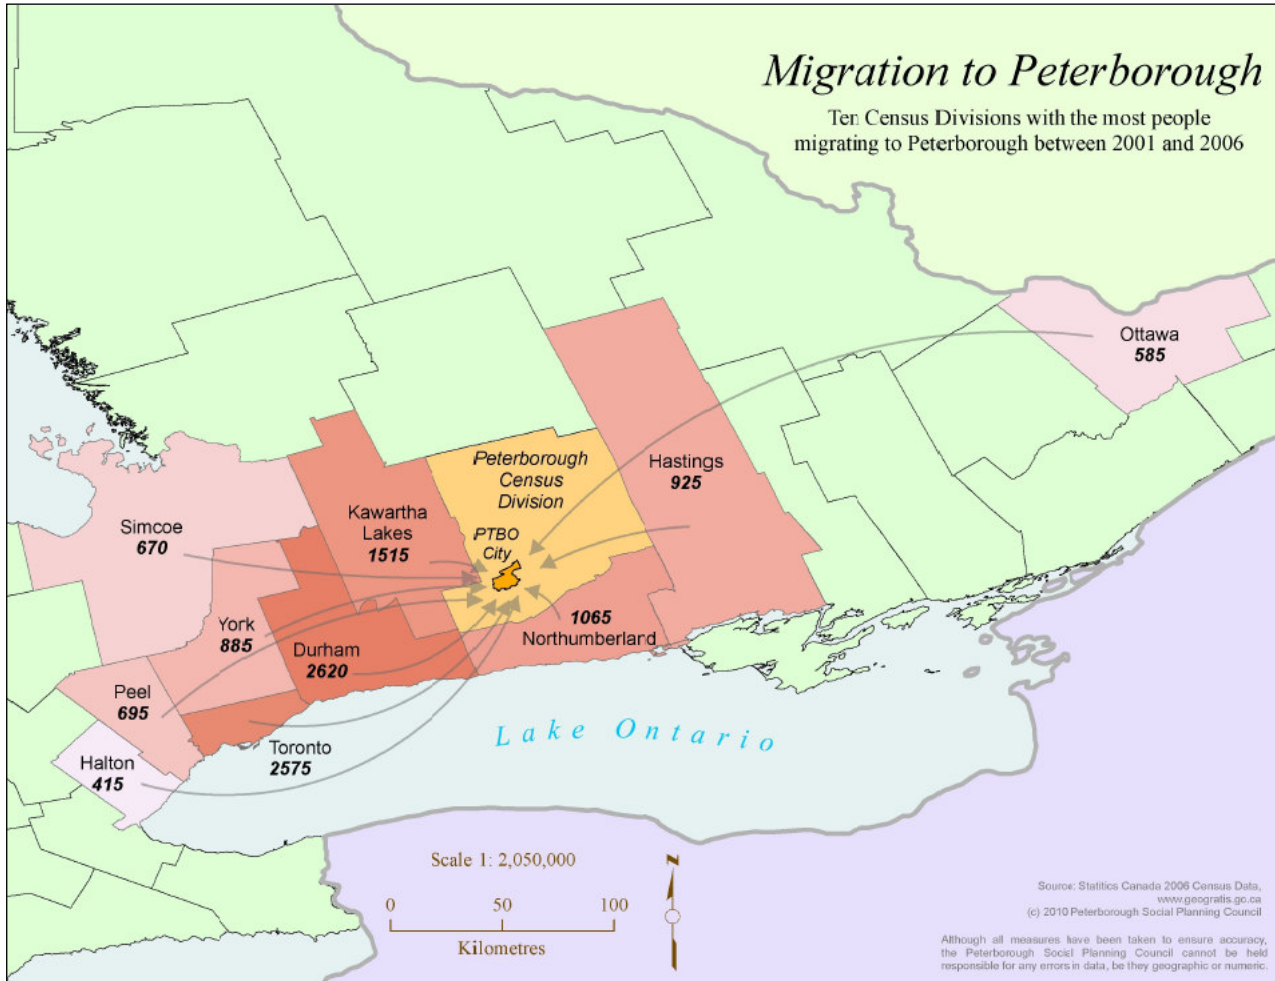 Migration to Peterborough
Ten Census Divisions with the most people
migrating to Peterborough between 2001 and 2006
Ottawa
585
Peterborough
Census
Division
Hastings
925
Kawartha
Lakes
1515
PTBO
City
Simcoe
670
1065
Northumberland
York
885
Durham
2620
Peel
695
Toronto
2575
Halton
415
Lake Ontario
Scale 1: 2,050,000
0 50 100
Kilometres
N
Source: Statitics Canada 2006 Census Data,
www.geogratis.gc.ca
(c) 2010 Peterborough Social Planning Council
Although all measures have been taken to ensure accuracy,
the Peterborough Social Planning Council cannot be held
responsible for any errors in data, be they geographic or numeric.